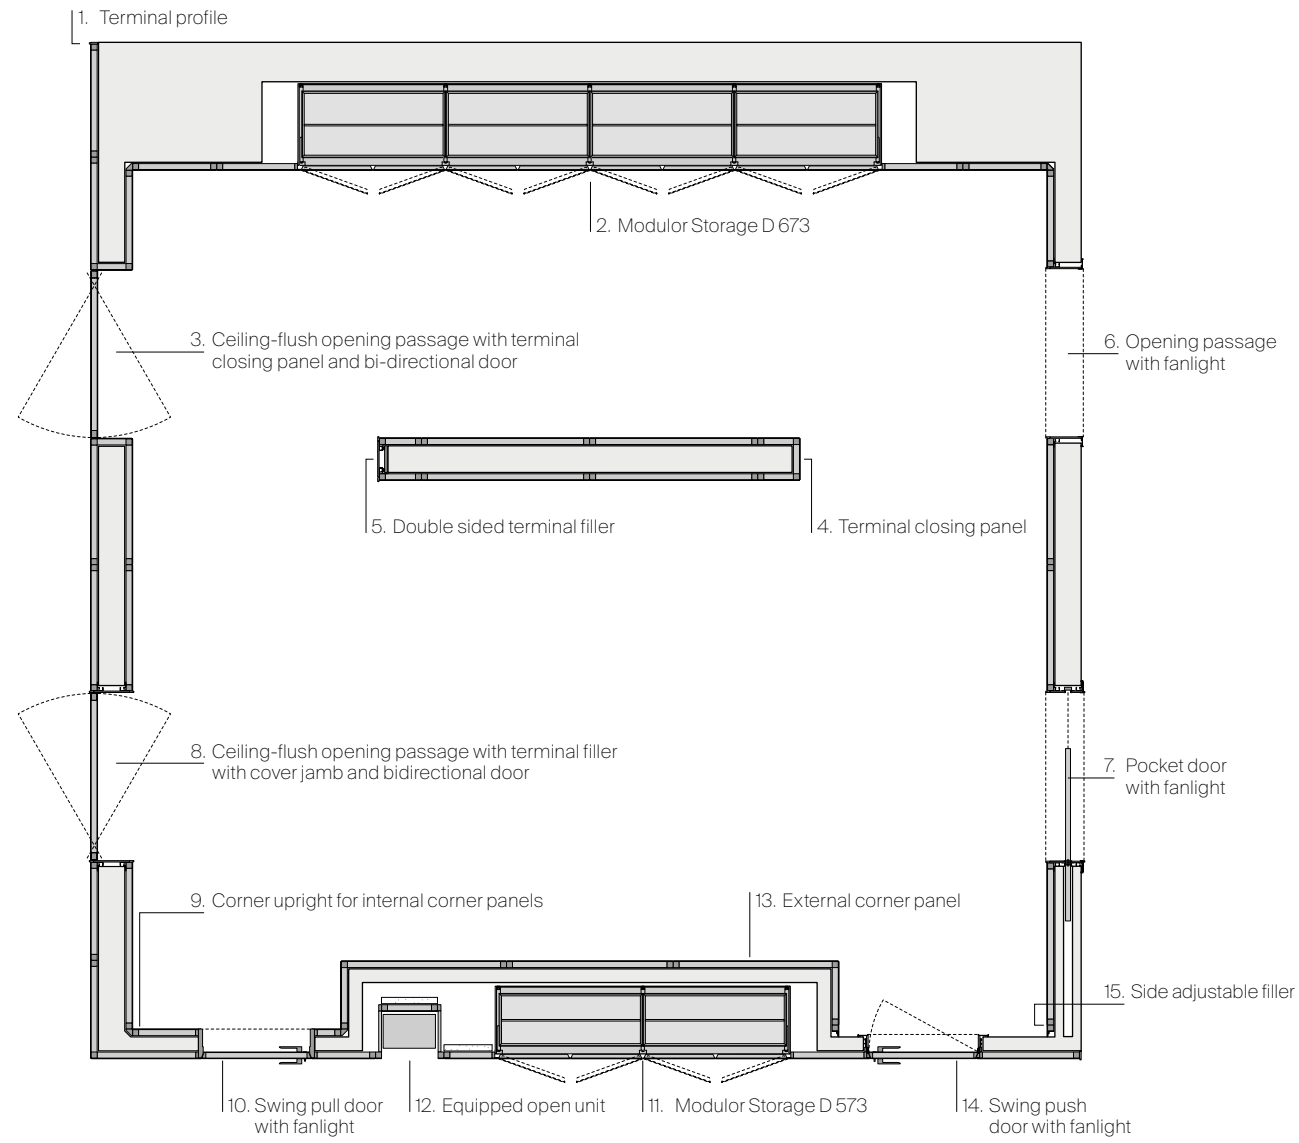 1. Terminal profile
2. Modulor Storage D 673
3. Ceiling-flush opening passage with terminal
closing panel and bi-directional door
6. Opening passage
with fanlight
5. Double sided terminal filler
4. Terminal closing panel
8. Ceiling-flush opening passage with terminal filler
with cover jamb and bidirectional door
7. Pocket door
with fanlight
9. Corner upright for internal corner panels
13. External corner panel
15. Side adjustable filler
10. Swing pull door
with fanlight
12. Equipped open unit
11. Modulor Storage D 573
14. Swing push
door with fanlight